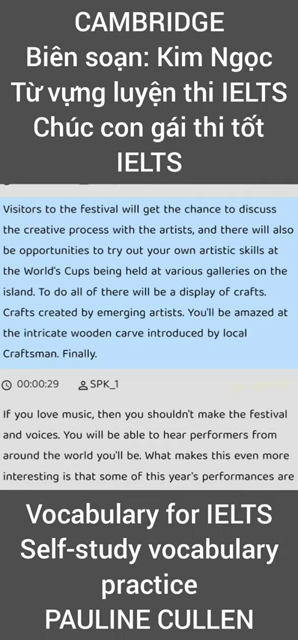 CAMBRIDGE
Biên soạn: Kim Ngọc
Từ vựng luyện thi IELTS
Chúc con gái thi tốt
IELTS
Visitors to the festival will get the chance to discuss
the creative process with the artists, and there will also
be opportunities to try out your own artistic skills at
the World's Cups being held at various galleries on the
island. To do all of there will be a display of crafts.
Crafts created by emerging artists. You'll be amazed at
the intricate wooden carve introduced by local
Craftsman. Finally.
00:00:29 SPK_1
If you love music, then you shouldn't make the festival
and voices. You will be able to hear performers from
around the world you'll be. What makes this even more
interesting is that some of this year's performances are
Vocabulary for IELTS
Self-study vocabulary
practice
PAULINE CULLEN